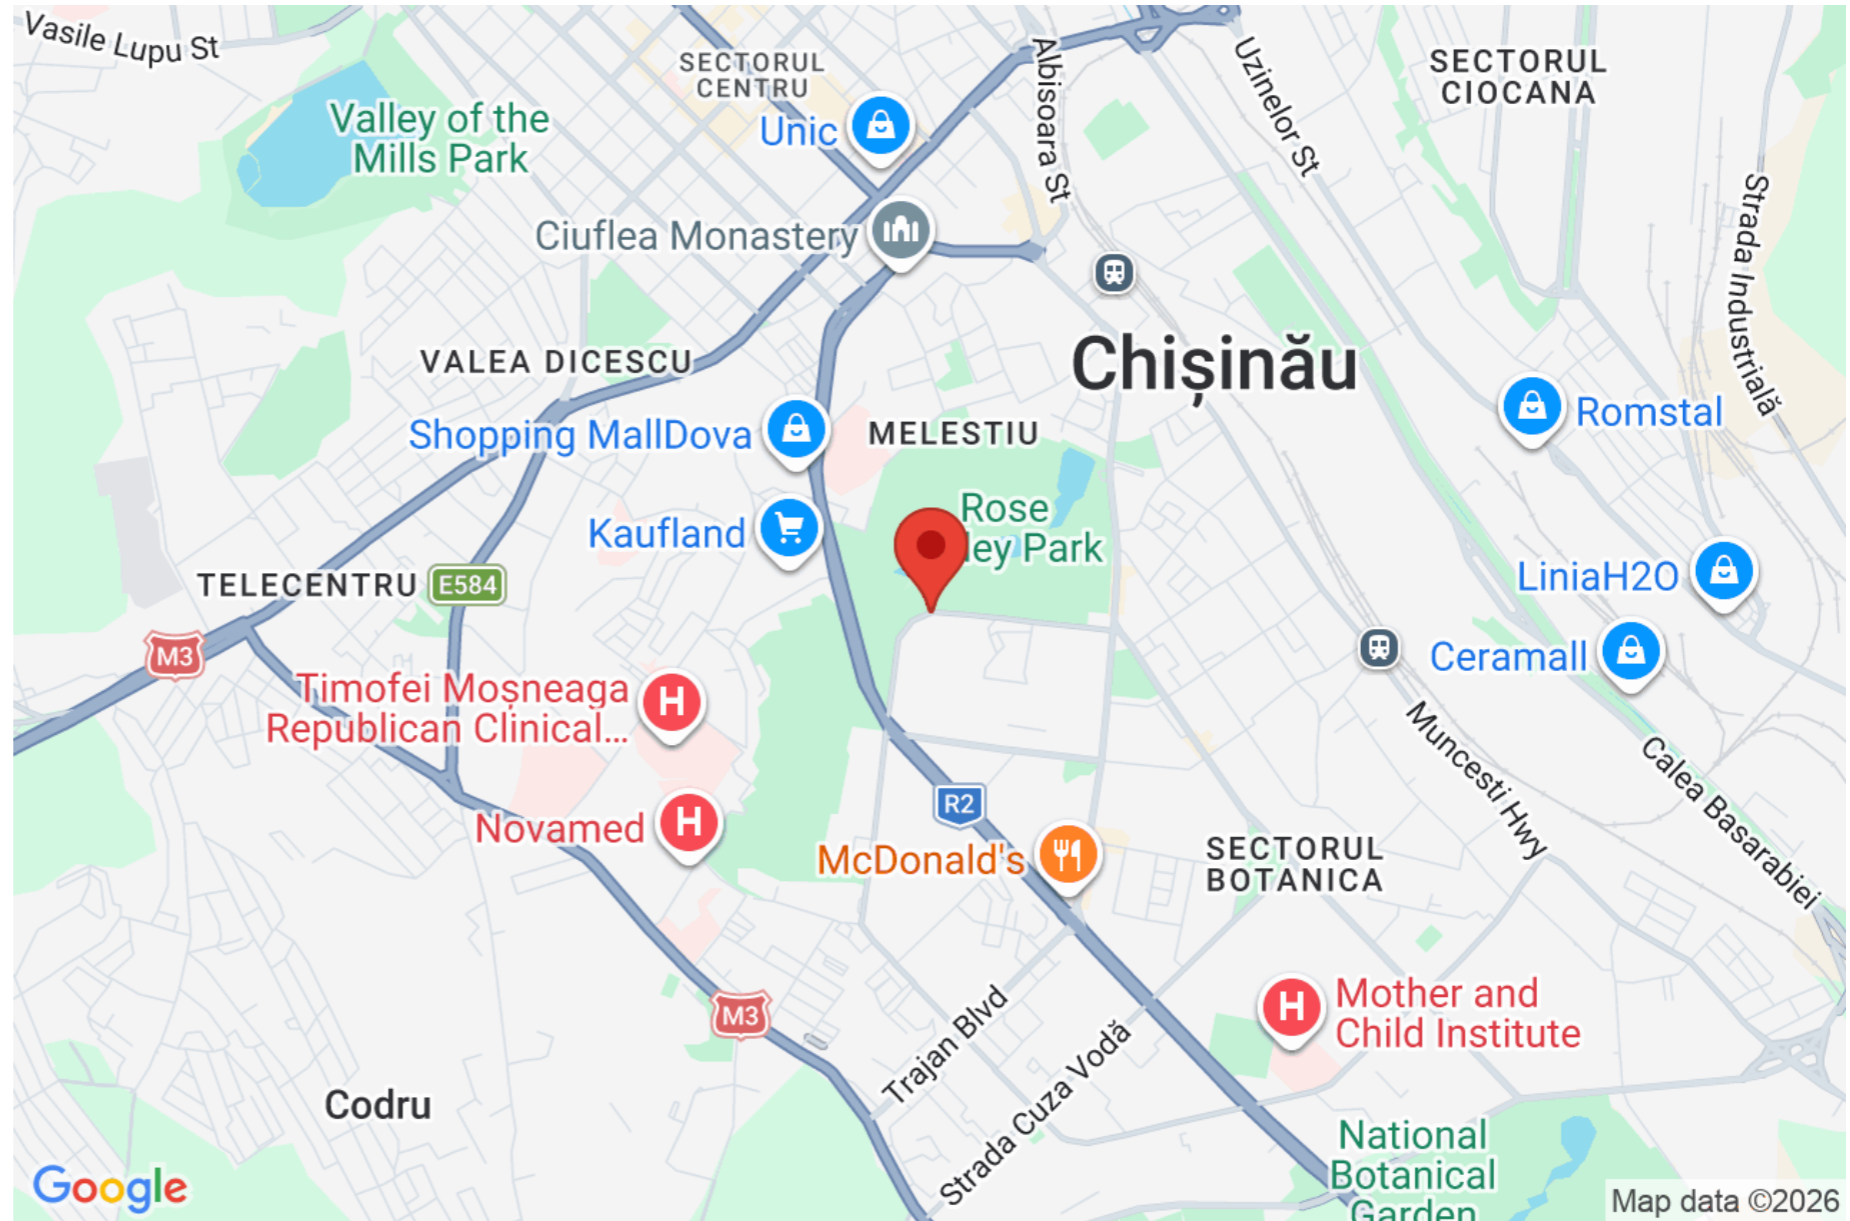 Vasile Lupu St
SECTORUL
CENTRU
Albisoara St
Uzinelor St
SECTORUL
CIOCANA
Valley of the
Mills Park
Unic
Strada Industrială
Ciuflea Monastery
Chișinău
VALEA DICESCU
Shopping MallDova
MELESTIU
Romstal
Rose
ley Park
Kaufland
TELECENTRU
E584
LiniaH2O
M3
Ceramall
Timofei Moșneaga
Republican Clinical...
H
Muncesti Hwy
Calea Basarabiei
R2
Novamed
H
McDonald's
SECTORUL
BOTANICA
M3
Trajan Blvd
Strada Cuza Vodă
H
Mother and
Child Institute
Codru
National
Botanical
Garden
Google
Map data ©2026